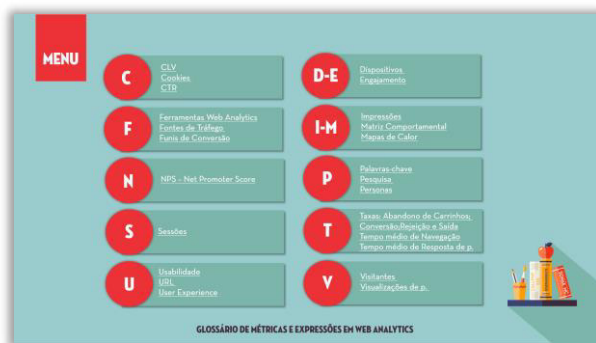 MENU
C
CLV
Cookies
CTR
D-E
Dispositivos
Engajamento
F
Ferramentas Web Analytics
Fontes de Tráfego
Funis de Conversão
I-M
Impressões
Matriz Comportamental
Mapas de Calor
N
NPS - Net Promoter Score
P
Palavras-chave
Pesquisa
Personas
S
Sessões
T
Taxas: Abandono de Carrinhos;
Conversão;Rejeição e Saída
Tempo médio de Navegação
Tempo médio de Resposta de p.
U
Usabilidade
URL
User Experience
V
Visitantes
Visualizações de p.
GLOSSÁRIO DE MÉTRICAS E EXPRESSÕES EM WEB ANALYTICS